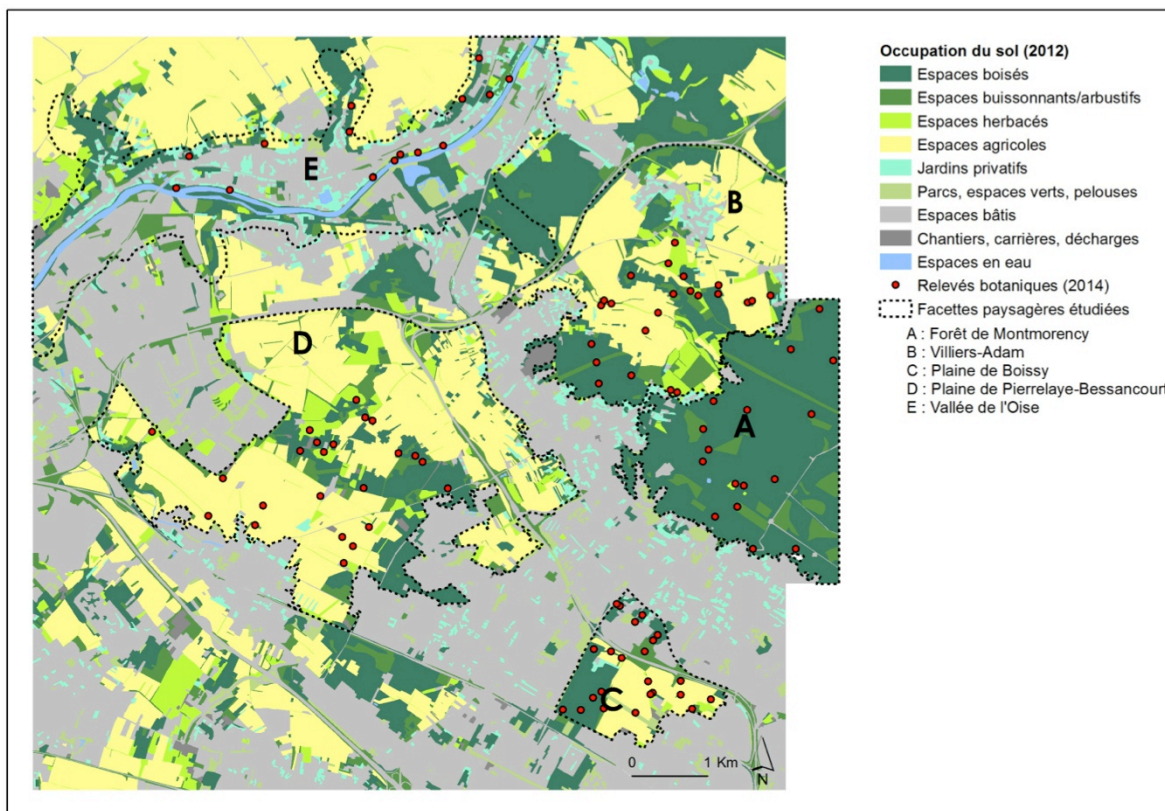 Occupation du sol (2012)
Espaces boisés
Espaces buissonnants/arbustifs
Espaces herbacés
Espaces agricoles
Jardins privatifs
Parcs, espaces verts, pelouses
Espaces bâtis
Chantiers, carrières, décharges
Espaces en eau
Relevés botaniques (2014)
Facettes paysagères étudiées
A : Forêt de Montmorency
B : Villiers-Adam
C : Plaine de Boissy
D : Plaine de Pierrelaye-Bessancourt
E : Vallée de l'Oise
E
B
D
A
C
0 1 Km
N